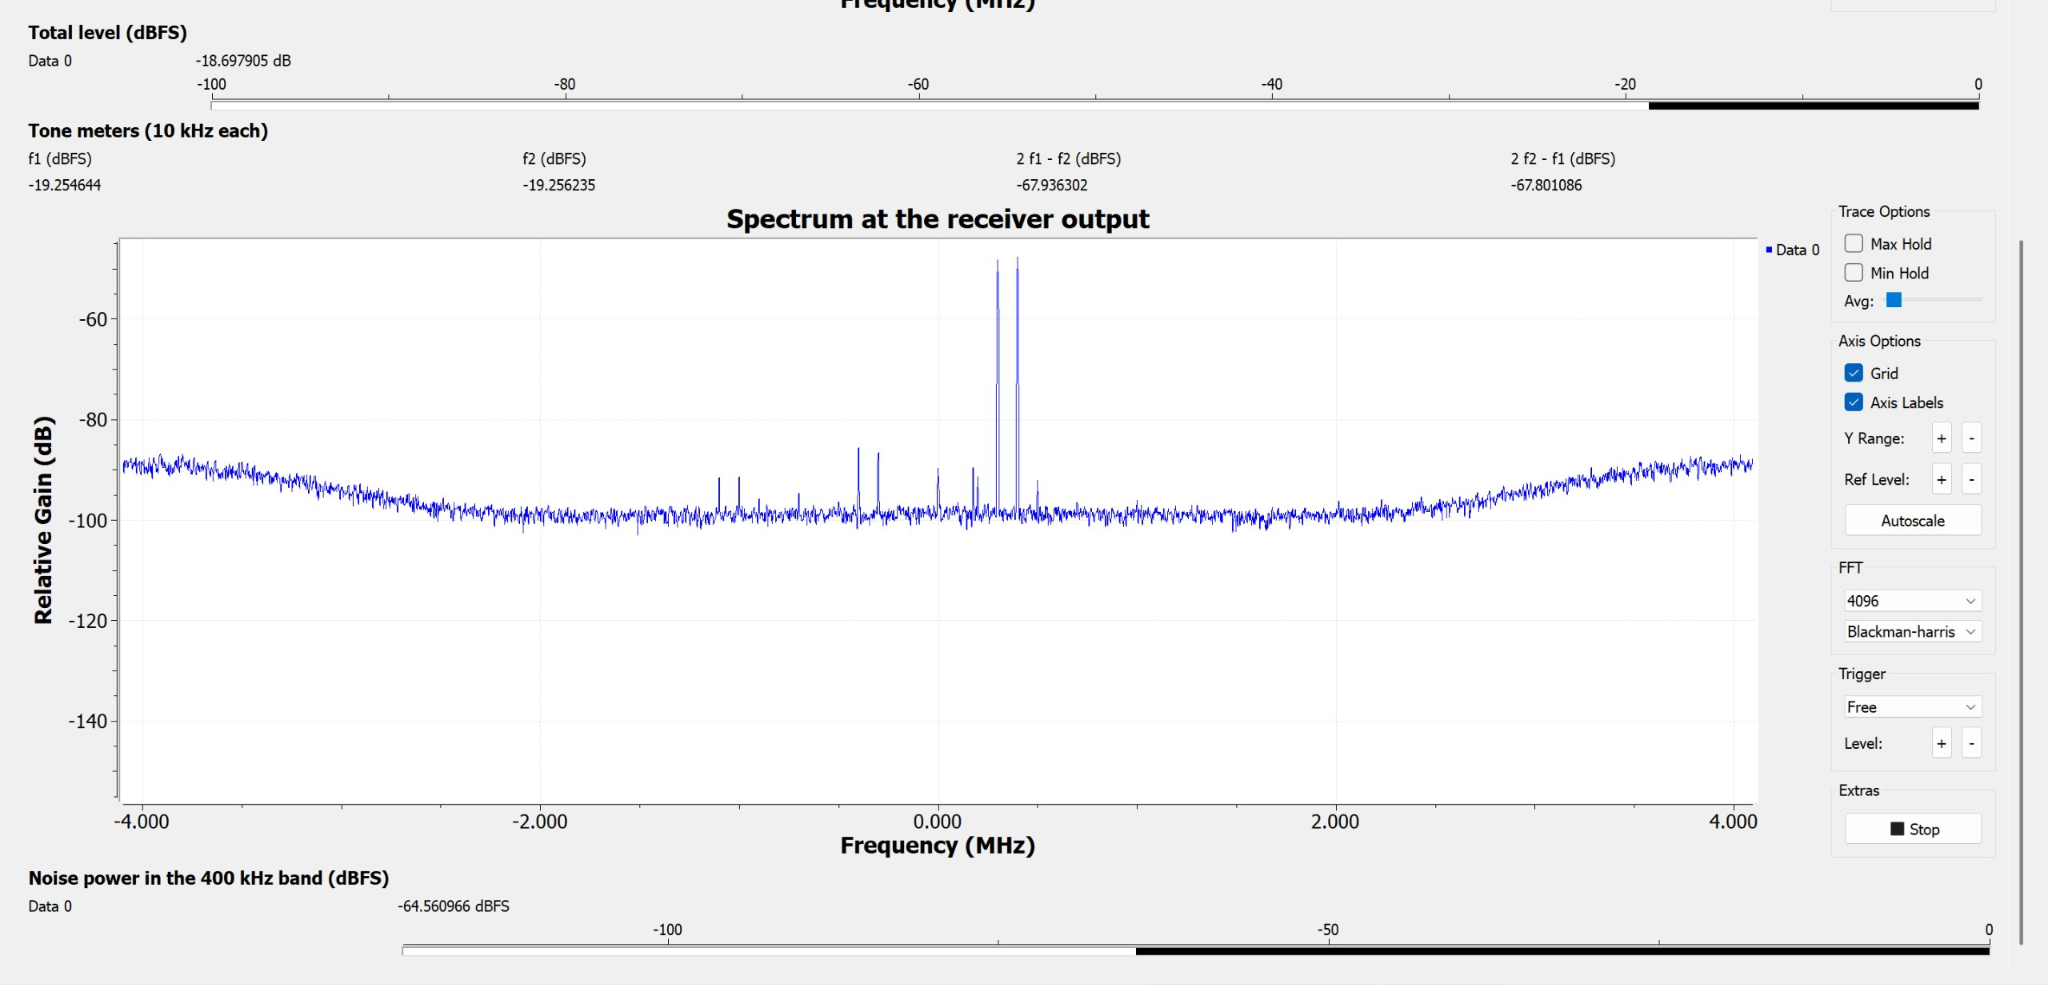 Frequency (MHz)
Total level (dBFS)
Data 0 -18.697905 dB
-100 -80 -60 -40 -20 0
Tone meters (10 kHz each)
f1 (dBFS) f2 (dBFS) 2 f1 - f2 (dBFS) 2 f2 - f1 (dBFS)
-19.254644 -19.256235 -67.936302 -67.801086
Spectrum at the receiver output
Data 0
Relative Gain (dB)
-60
-80
-100
-120
-140
-4.000 -2.000 0.000 2.000 4.000
Frequency (MHz)
Trace Options
Max Hold
Min Hold
Avg:
Axis Options
Grid
Axis Labels
Y Range: + -
Ref Level: + -
Autoscale
FFT
4096
Blackman-harris
Trigger
Free
Level: + -
Extras
Stop
Noise power in the 400 kHz band (dBFS)
Data 0 -64.560966 dBFS
-100 -50 0